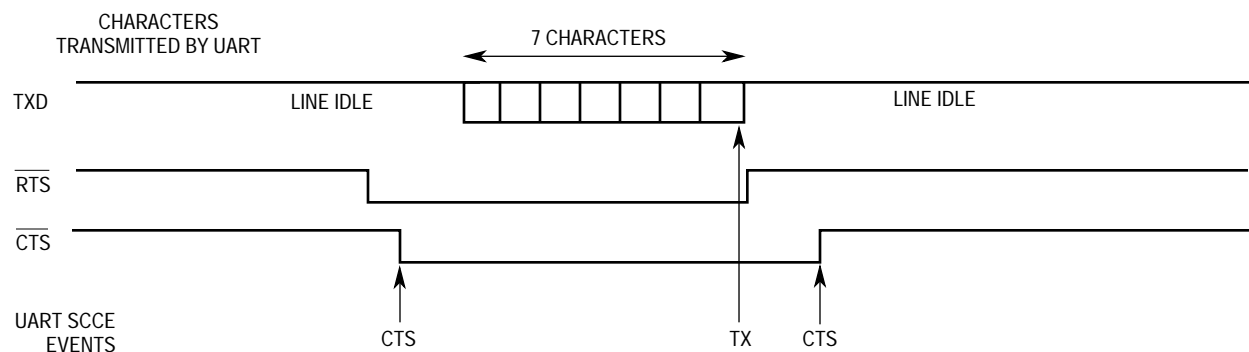 CHARACTERS
TRANSMITTED BY UART
7 CHARACTERS
TXD
LINE IDLE
LINE IDLE
RTS
CTS
UART SCCE
EVENTS
CTS
TX
CTS